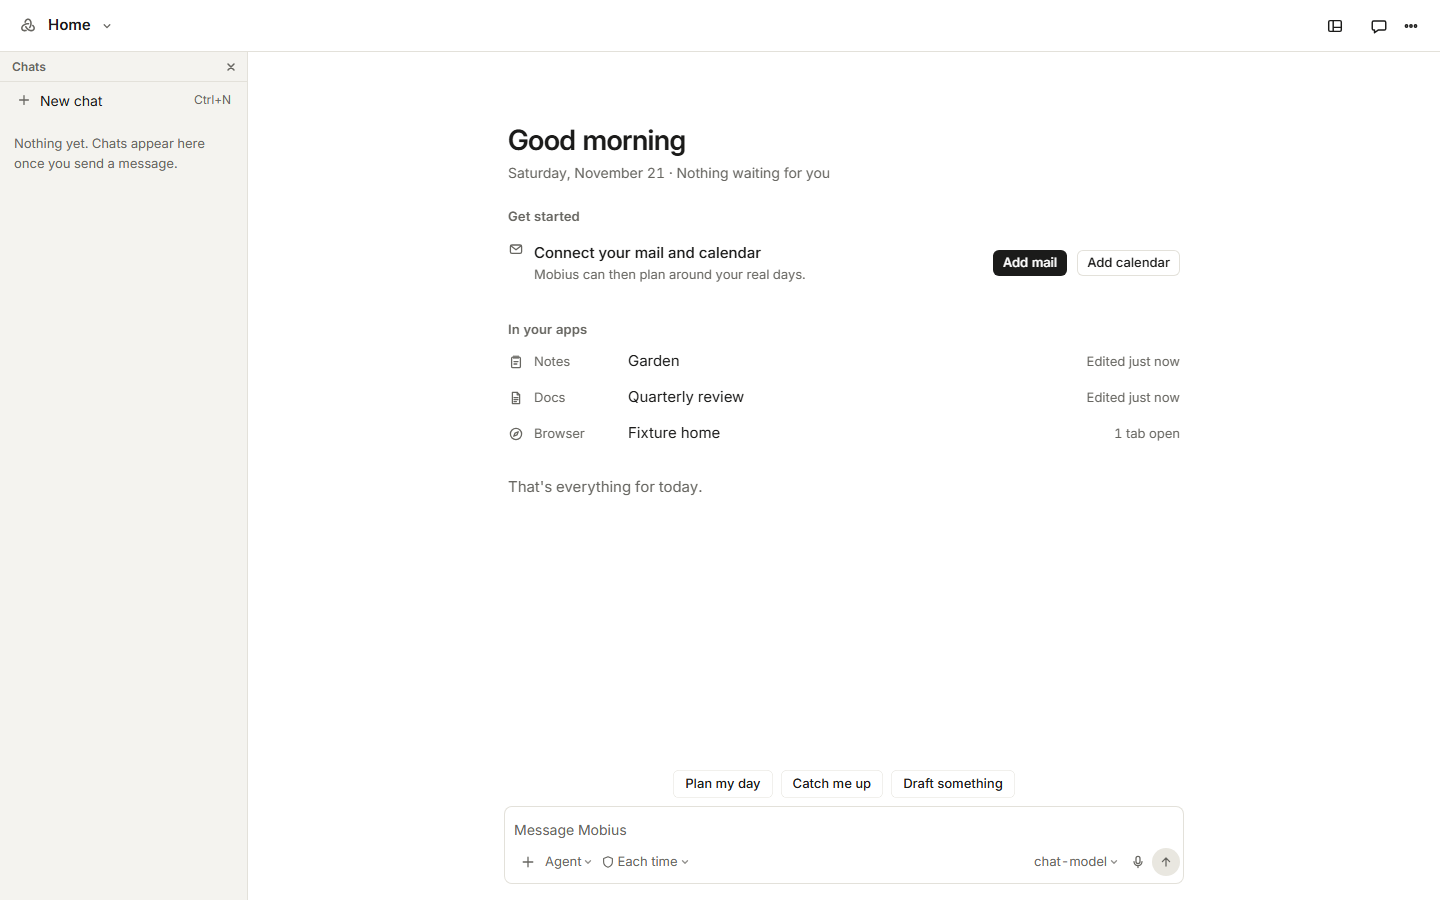 Home
Chats
New chat Ctrl+N
Nothing yet. Chats appear here
once you send a message.
Good morning
Saturday, November 21 · Nothing waiting for you
Get started
Connect your mail and calendar
Mobius can then plan around your real days.
Add mail Add calendar
In your apps
Notes Garden Edited just now
Docs Quarterly review Edited just now
Browser Fixture home 1 tab open
That's everything for today.
Plan my day Catch me up Draft something
Message Mobius
Agent Each time chat-model